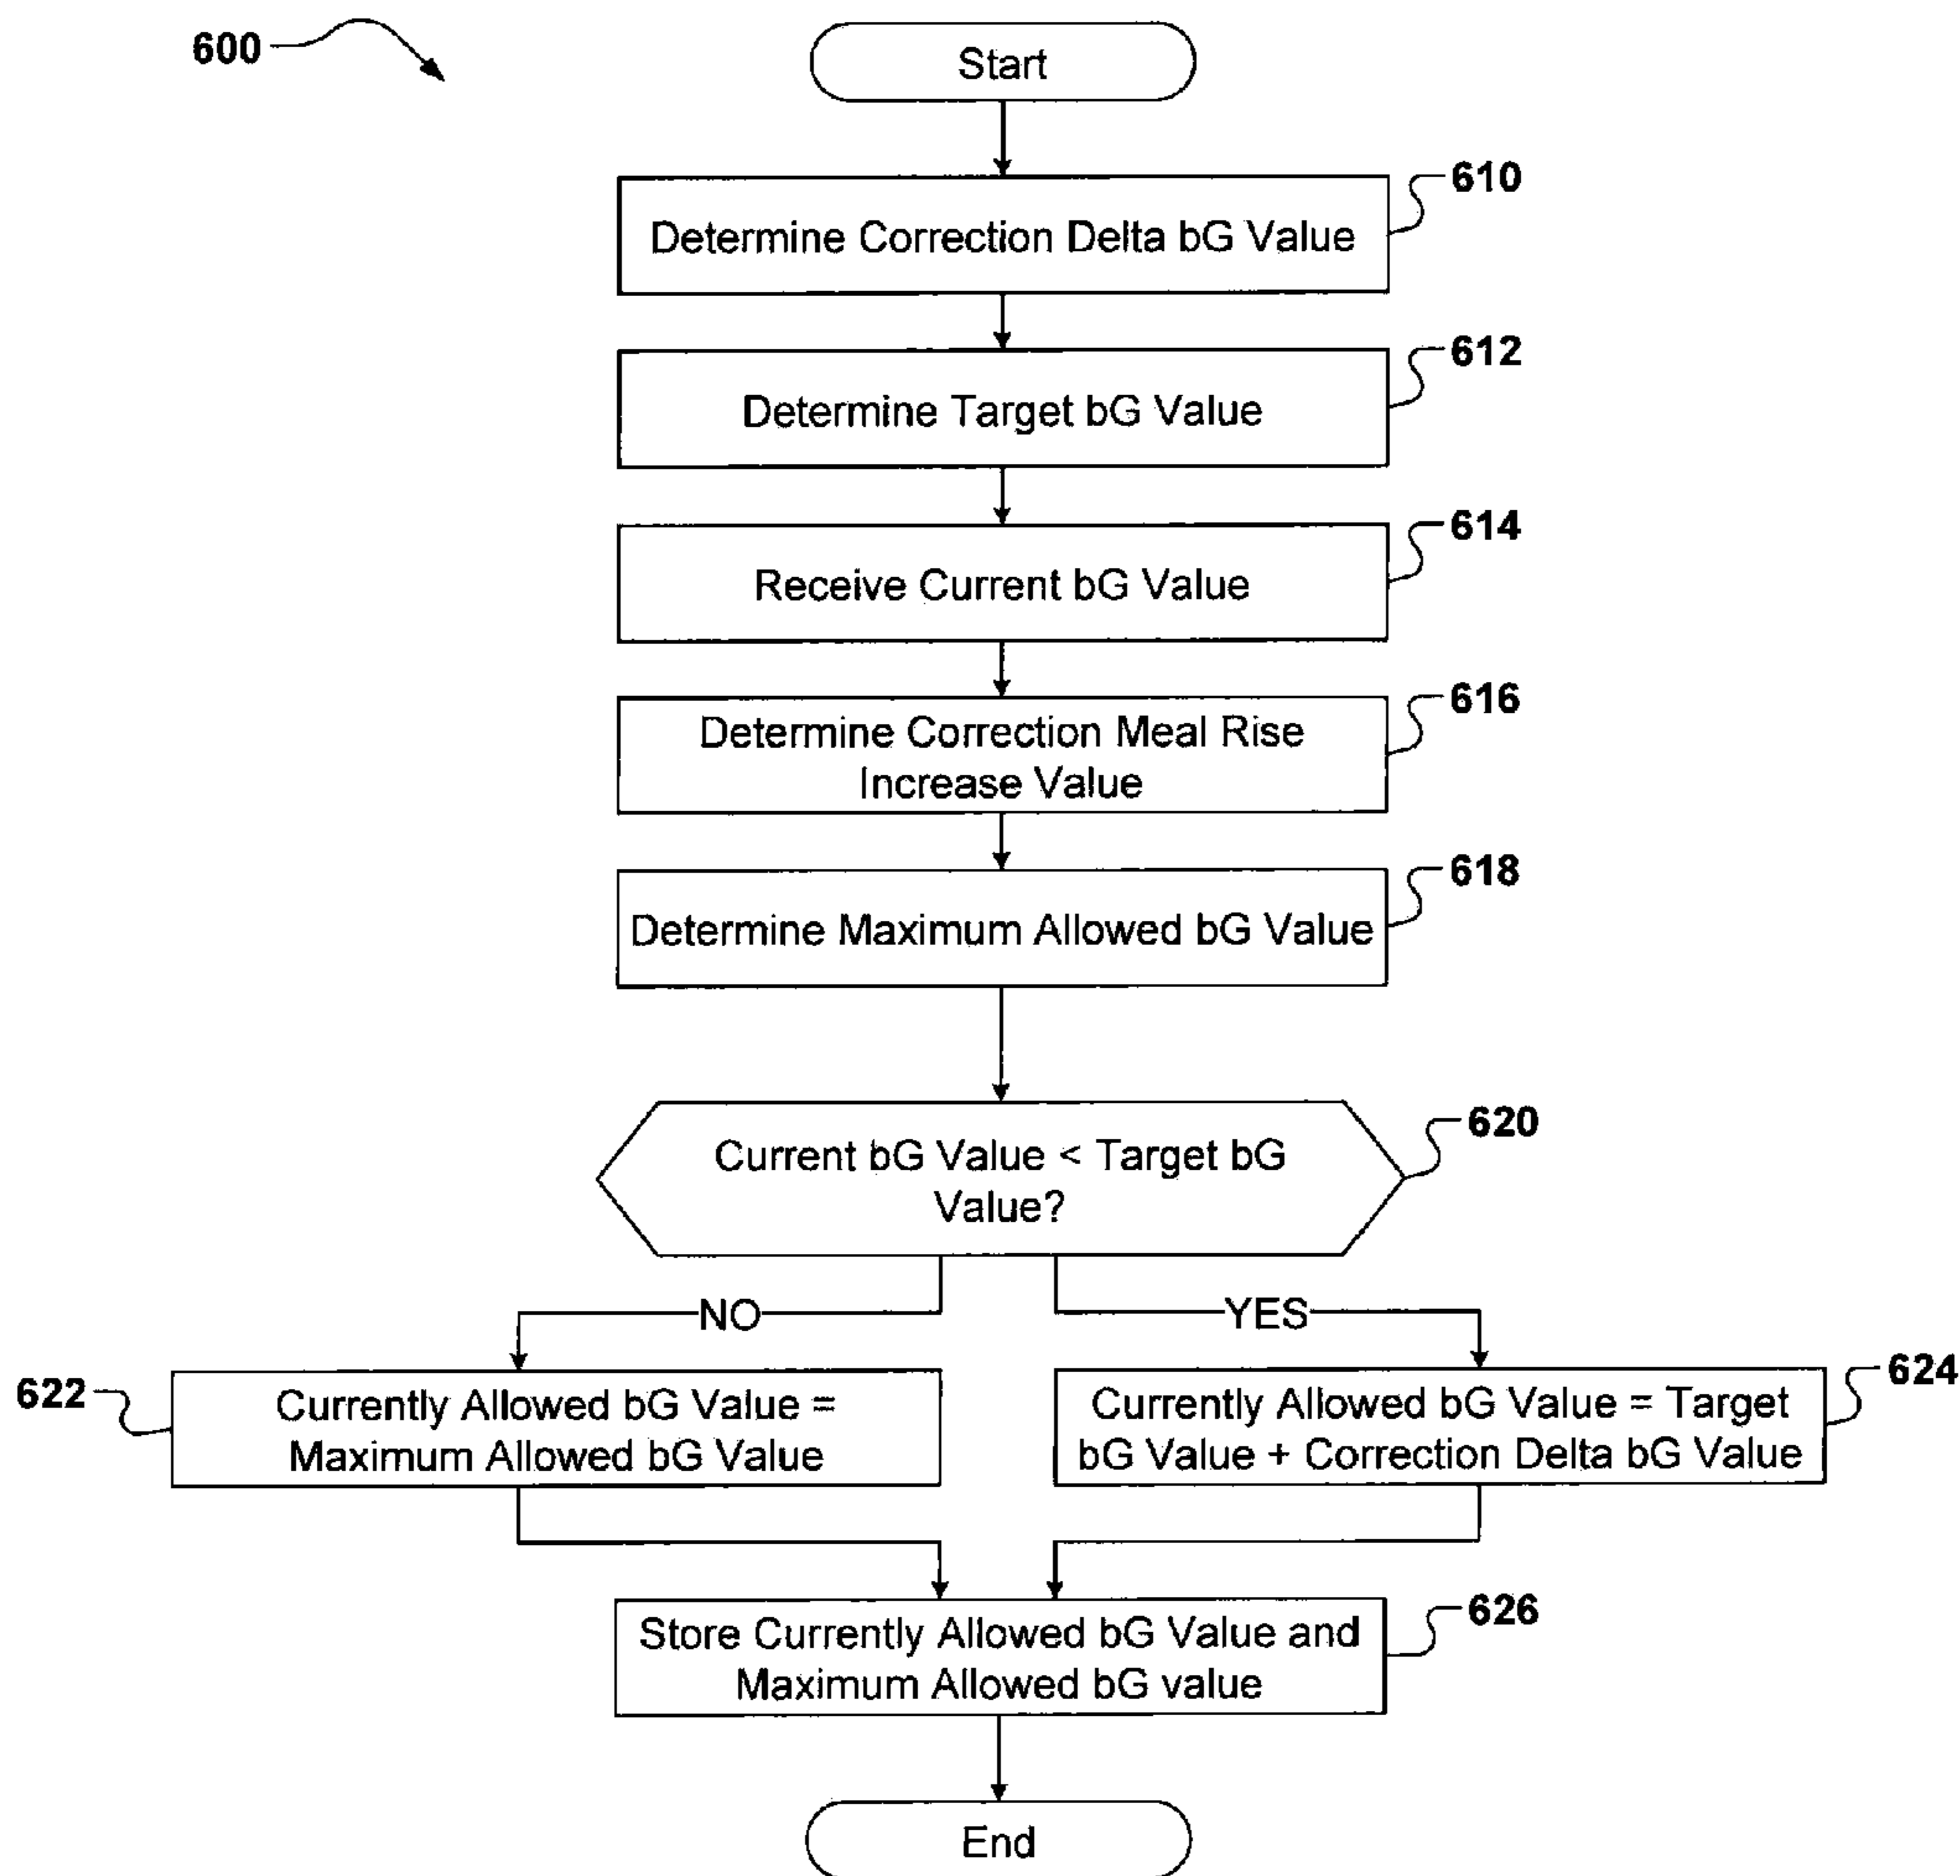 600
Start
610
Determine Correction Delta bG Value
612
Determine Target bG Value
614
Receive Current bG Value
616
Determine Correction Meal Rise
Increase Value
618
Determine Maximum Allowed bG Value
620
Current bG Value < Target bG
Value?
NO
YES
622
Currently Allowed bG Value =
Maximum Allowed bG Value
624
Currently Allowed bG Value = Target
bG Value + Correction Delta bG Value
626
Store Currently Allowed bG Value and
Maximum Allowed bG value
End